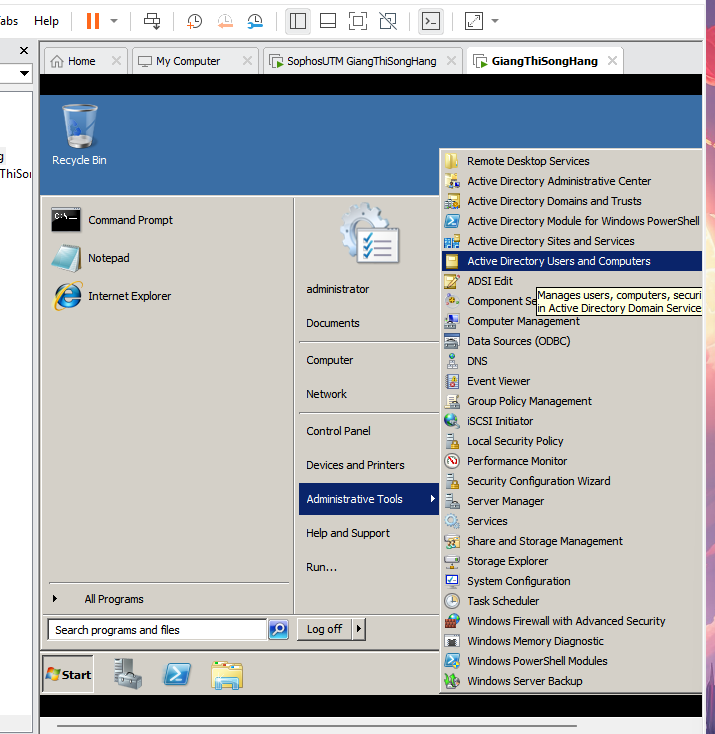 abs Help
Home
My Computer
SophosUTM GiangThiSongHang
GiangThiSongHang
g
ThiSon
Recycle Bin
Command Prompt
Notepad
Internet Explorer
All Programs
Search programs and files
administrator
Documents
Computer
Network
Control Panel
Devices and Printers
Administrative Tools
Help and Support
Run...
Log off
Remote Desktop Services
Active Directory Administrative Center
Active Directory Domains and Trusts
Active Directory Module for Windows PowerShell
Active Directory Sites and Services
Active Directory Users and Computers
ADSI Edit
Component Se
Manages users, computers, securi
in Active Directory Domain Service
Computer Management
Data Sources (ODBC)
DNS
Event Viewer
Group Policy Management
iSCSI Initiator
Local Security Policy
Performance Monitor
Security Configuration Wizard
Server Manager
Services
Share and Storage Management
Storage Explorer
System Configuration
Task Scheduler
Windows Firewall with Advanced Security
Windows Memory Diagnostic
Windows PowerShell Modules
Windows Server Backup
Start